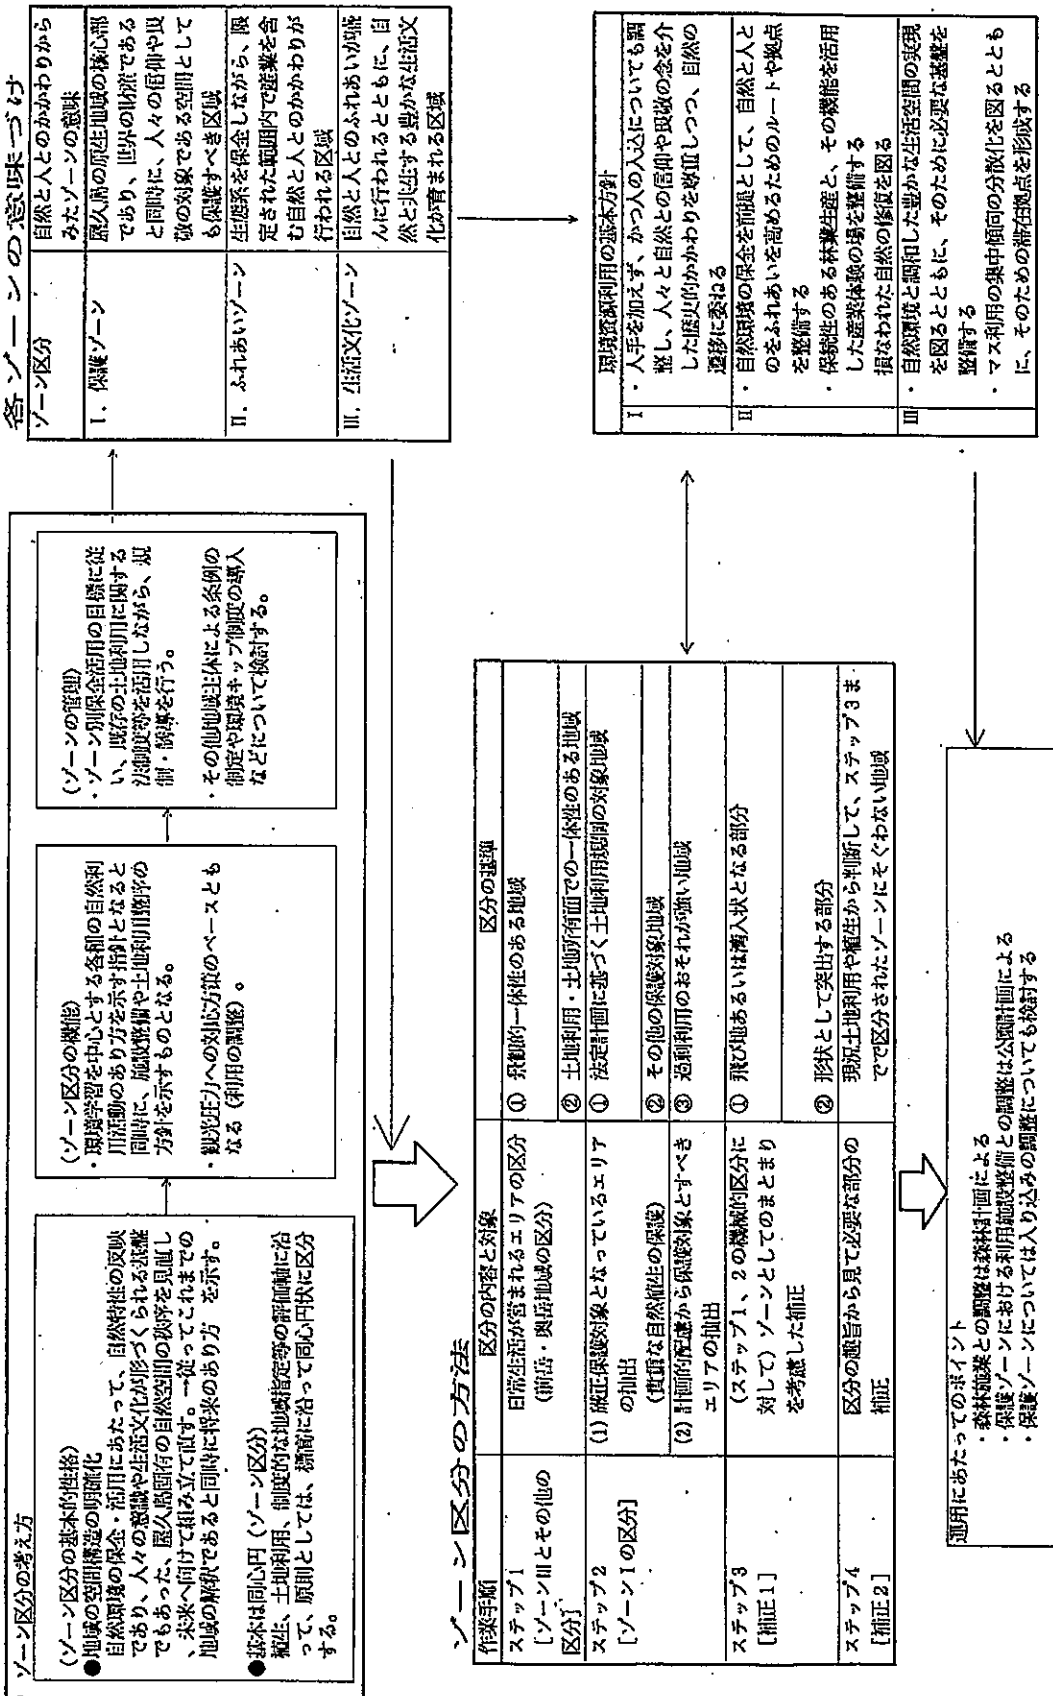 ゾーン区分の考え方
(ゾーン区分の基本的性格)
●地域の空間構造の明確化
自然環境の保全・活用にあたって、自然特性の反映
であり、人々の意識や生活文化が形づくられる基盤
でもあった、屋久島固有の自然空間の秩序を見直し
、未来へ向けて組み立て直す。→従ってこれまでの
地域の解釈であると同時に将来のあり方 を示す。
●基本は同心円(ゾーン区分)
植生、土地利用、制度的な地域指定等の評価軸に沿
って、原則としては、標高に沿って同心円状に区分
する。
(ゾーン区分の機能)
・環境学習を中心とする各種の自然利
用活動のあり方を示す指針となると
同時に、施設整備や土地利用秩序の
方針を示すものとなる。
・観光圧力への対応方策のベースとも
なる(利用の調整)。
(ゾーンの管理)
・ゾーン別保全活用の目標に従
い、既存の土地利用に関する
法制度等を活用しながら、規
制・誘導を行う。
・その他地域主体による条例の
制定や環境キップ制度の導入
などについて検討する。
各ゾーンの意味づけ
ゾーン区分
自然と人とのかかわりから
みたゾーンの意味
Ⅰ. 保護ゾーン
屋久島の原生地域の核心部
であり、世界の財産である
と同時に、人々の信仰や畏
敬の対象である空間として
も保護すべき区域
Ⅱ. ふれあいゾーン
生態系を保全しながら、限
定された範囲内で産業を含
む自然と人とのかかわりが
行われる区域
Ⅲ. 生活文化ゾーン
自然と人とのふれあいが盛
んに行われるとともに、自
然と共生する豊かな生活文
化が育まれる区域
ゾーン区分の方法
作業手順
区分の内容と対象
区分の基準
ステップ1
[ゾーンⅢとその他の
区分]
日常生活が営まれるエリアの区分
(前岳・奥岳地域の区分)
① 景観的一体性のある地域
② 土地利用・土地所有面での一体性のある地域
ステップ2
[ゾーンⅠの区分]
(1) 厳正保護対象となっているエリア
の抽出
(貴重な自然植生の保護)
(2) 計画的配慮から保護対象とすべき
エリアの抽出
① 法定計画に基づく土地利用規制の対象地域
② その他の保護対象地域
③ 過剰利用のおそれが強い地域
ステップ3
[補正1]
(ステップ1、2の機械的区分に
対して)ゾーンとしてのまとまり
を考慮した補正
① 飛び地あるいは湾入状となる部分
② 形状として突出する部分
ステップ4
[補正2]
区分の趣旨から見て必要な部分の
補正
現況土地利用や植生から判断して、ステップ3ま
でで区分されたゾーンにそぐわない地域
環境資源利用の基本方針
Ⅰ
・人手を加えず、かつ人の入込についても調
整し、人々と自然との信仰や畏敬の念を介
した歴史的かかわりを尊重しつつ、自然の
遷移に委ねる
Ⅱ
・自然環境の保全を前提として、自然と人と
のをふれあいを高めるためのルートや拠点
を整備する
・保続性のある林業生産と、その機能を活用
した産業体験の場を整備する
損なわれた自然の修復を図る
Ⅲ
・自然環境と調和した豊かな生活空間の実現
を図るとともに、そのために必要な基盤を
整備する
・マス利用の集中傾向の分散化を図るととも
に、そのための滞在拠点を形成する
運用にあたってのポイント
・森林施業との調整は森林計画による
・保護ゾーンにおける利用施設整備との調整は公園計画による
・保護ゾーンについては入り込みの調整についても検討する